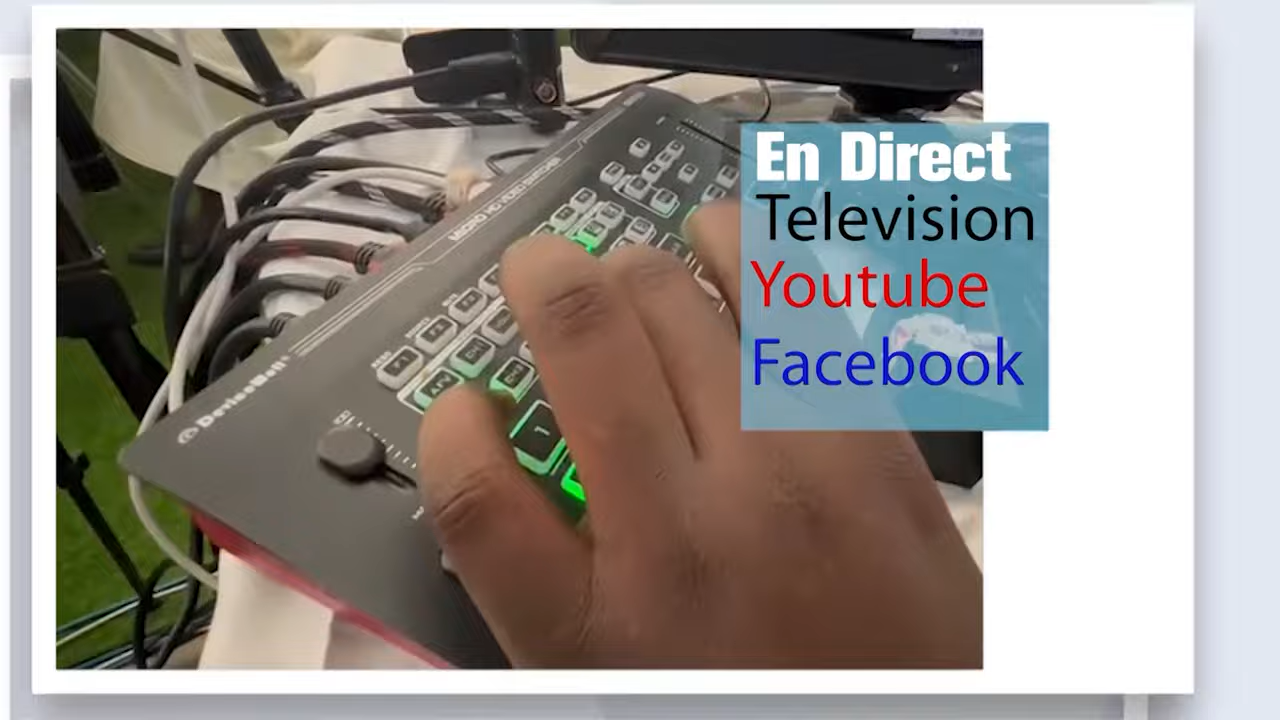 En Direct
Television
Youtube
Facebook
MICRO HD VIDEO SWITCHER
DeviceWell